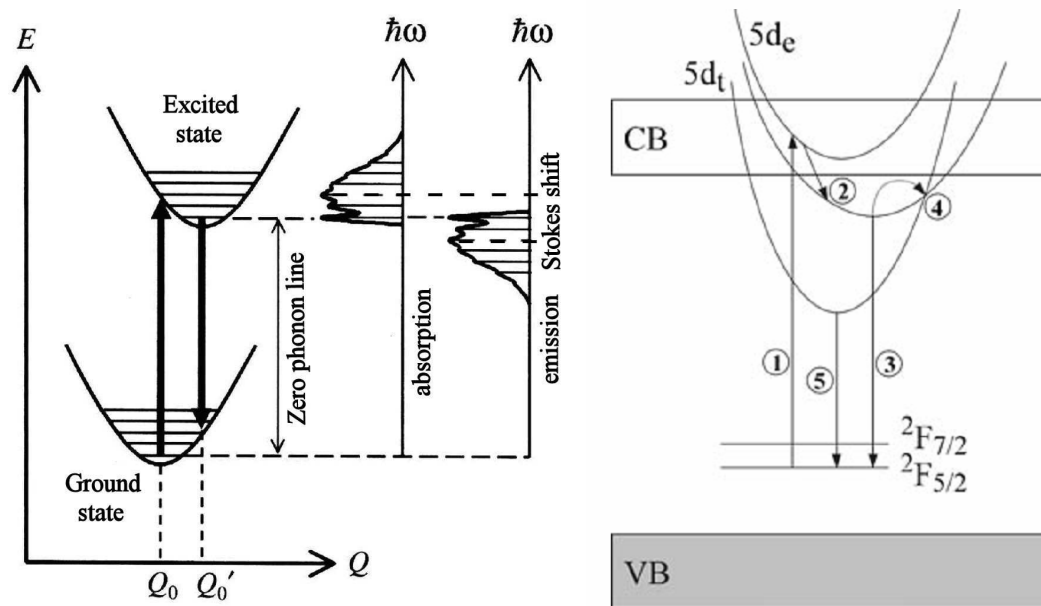 E
Excited
state
Zero phonon line
Ground
state
Q₀
Q₀′
Q
ħω
absorption
ħω
Stokes shift
emission
5dₑ
5dₜ
CB
②
④
①
⑤
③
²F₇/₂
²F₅/₂
VB